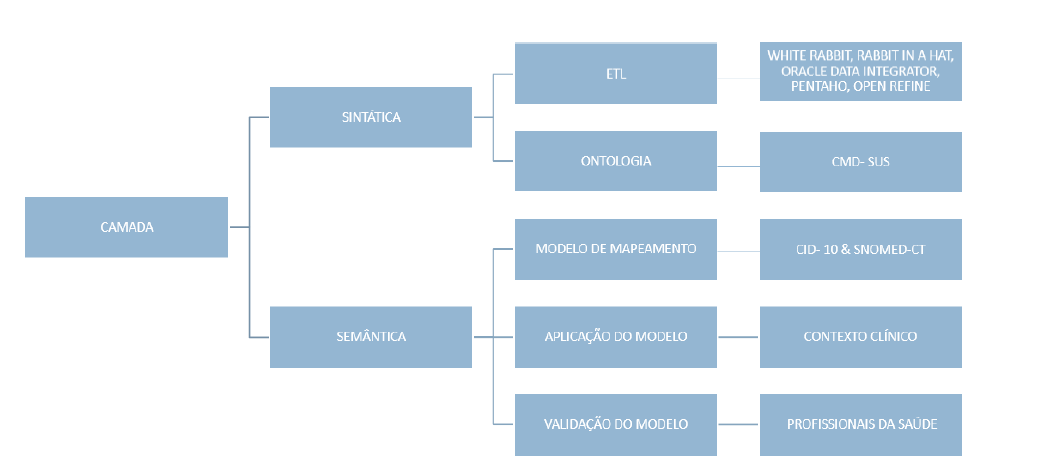 CAMADA
SINTÁTICA
ETL
WHITE RABBIT, RABBIT IN A HAT,
ORACLE DATA INTEGRATOR,
PENTAHO, OPEN REFINE
ONTOLOGIA
CMD- SUS
SEMÂNTICA
MODELO DE MAPEAMENTO
CID- 10 & SNOMED-CT
APLICAÇÃO DO MODELO
CONTEXTO CLÍNICO
VALIDAÇÃO DO MODELO
PROFISSIONAIS DA SAÚDE